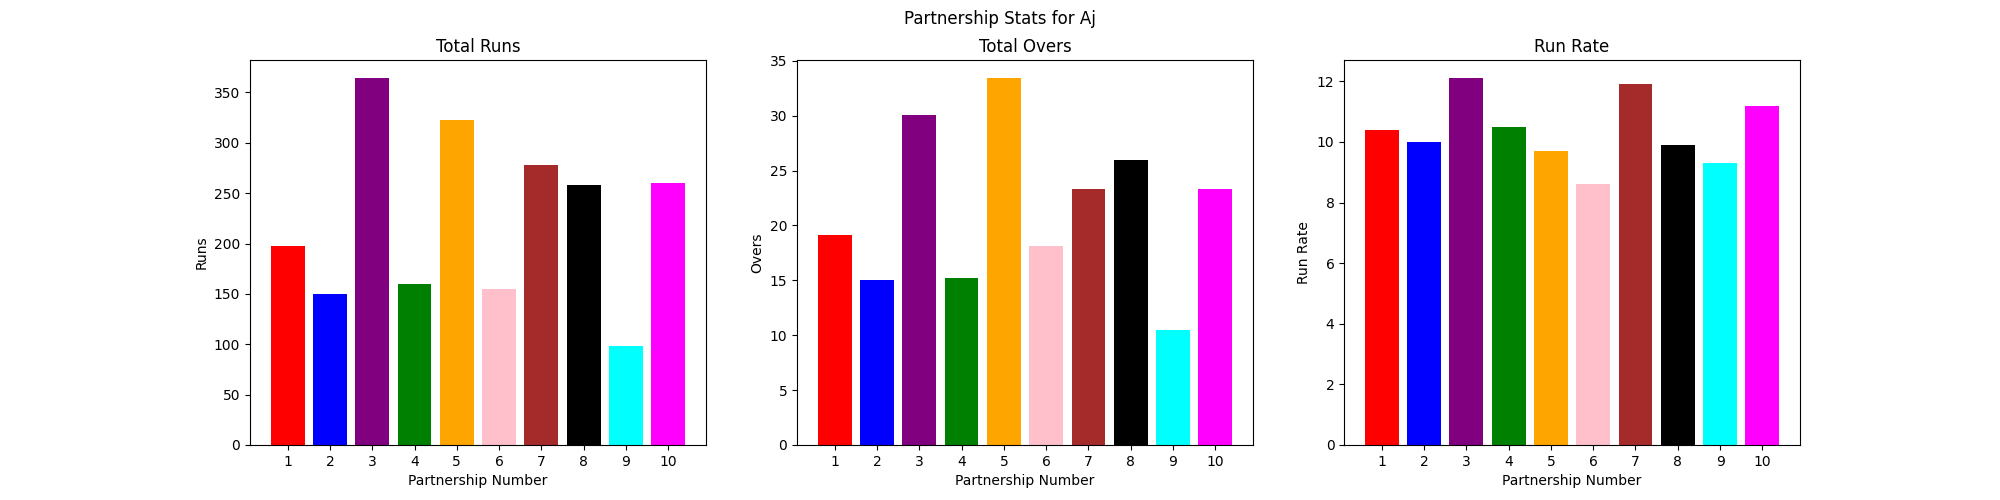 Partnership Stats for Aj
Total Runs
350
300
250
200
150
100
50
0
Runs
1 2 3 4 5 6 7 8 9 10
Partnership Number
Total Overs
35
30
25
20
15
10
5
0
Overs
1 2 3 4 5 6 7 8 9 10
Partnership Number
Run Rate
12
10
8
6
4
2
0
Run Rate
1 2 3 4 5 6 7 8 9 10
Partnership Number